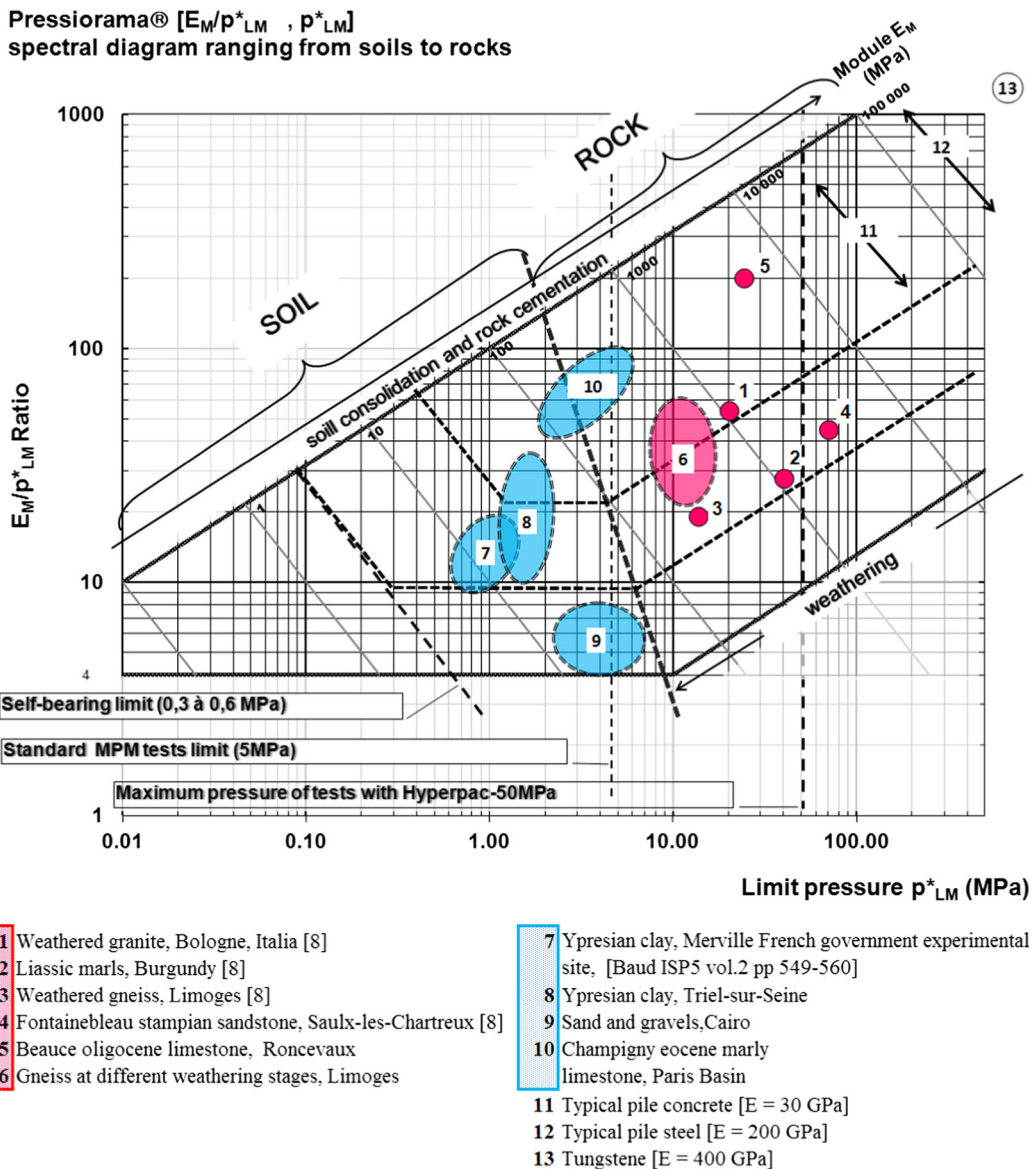 Pressiorama® [EM/p*LM , p*LM]
spectral diagram ranging from soils to rocks
Module EM
(MPa)
13
100 000
12
11
10 000
ROCK
SOIL
soill consolidation and rock cementation
1000
100
10
1
1000
100
10
4
1
EM/p*LM Ratio
5
10
1
4
6
2
3
8
7
9
weathering
Self-bearing limit (0,3 à 0,6 MPa)
Standard MPM tests limit (5MPa)
Maximum pressure of tests with Hyperpac-50MPa
0.01 0.10 1.00 10.00 100.00
Limit pressure p*LM (MPa)
1 Weathered granite, Bologne, Italia [8]
2 Liassic marls, Burgundy [8]
3 Weathered gneiss, Limoges [8]
4 Fontainebleau stampian sandstone, Saulx-les-Chartreux [8]
5 Beauce oligocene limestone, Roncevaux
6 Gneiss at different weathering stages, Limoges
7 Ypresian clay, Merville French government experimental
site, [Baud ISP5 vol.2 pp 549-560]
8 Ypresian clay, Triel-sur-Seine
9 Sand and gravels,Cairo
10 Champigny eocene marly
limestone, Paris Basin
11 Typical pile concrete [E = 30 GPa]
12 Typical pile steel [E = 200 GPa]
13 Tungstene [E = 400 GPa]